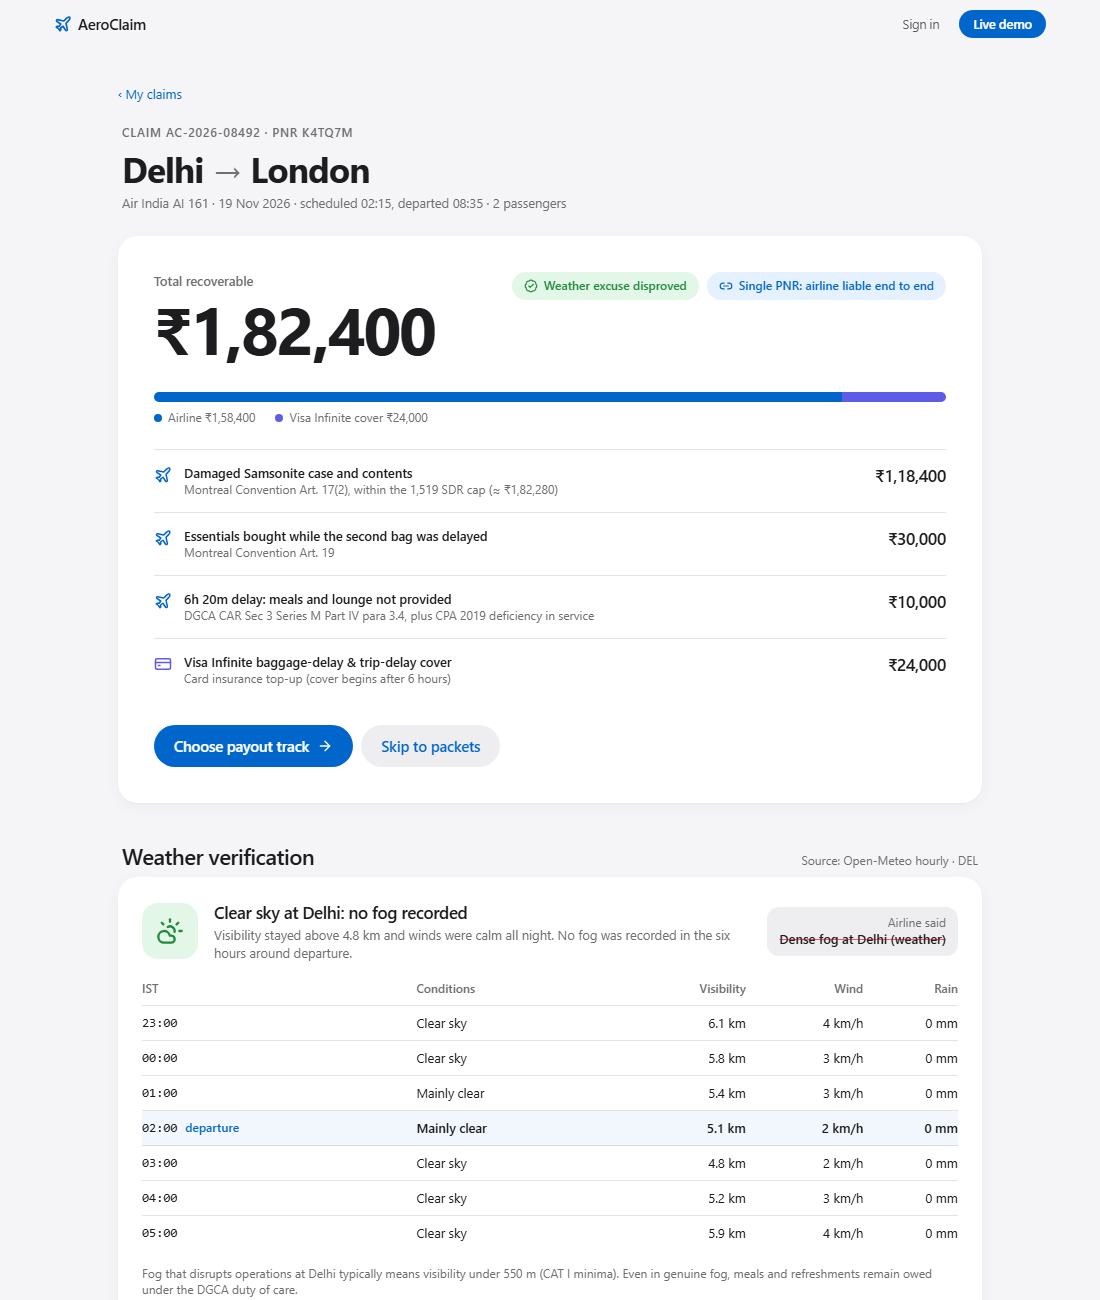 AeroClaim
Sign in
Live demo
‹ My claims
CLAIM AC-2026-08492 · PNR K4TQ7M
Delhi → London
Air India AI 161 · 19 Nov 2026 · scheduled 02:15, departed 08:35 · 2 passengers
Total recoverable
Weather excuse disproved
Single PNR: airline liable end to end
₹1,82,400
Airline ₹1,58,400
Visa Infinite cover ₹24,000
Damaged Samsonite case and contents
₹1,18,400
Montreal Convention Art. 17(2), within the 1,519 SDR cap (≈ ₹1,82,280)
Essentials bought while the second bag was delayed
₹30,000
Montreal Convention Art. 19
6h 20m delay: meals and lounge not provided
₹10,000
DGCA CAR Sec 3 Series M Part IV para 3.4, plus CPA 2019 deficiency in service
Visa Infinite baggage-delay & trip-delay cover
₹24,000
Card insurance top-up (cover begins after 6 hours)
Choose payout track →
Skip to packets
Weather verification
Source: Open-Meteo hourly · DEL
Clear sky at Delhi: no fog recorded
Visibility stayed above 4.8 km and winds were calm all night. No fog was recorded in the six
hours around departure.
Airline said
Dense fog at Delhi (weather)
IST Conditions Visibility Wind Rain
23:00 Clear sky 6.1 km 4 km/h 0 mm
00:00 Clear sky 5.8 km 3 km/h 0 mm
01:00 Mainly clear 5.4 km 3 km/h 0 mm
02:00 departure Mainly clear 5.1 km 2 km/h 0 mm
03:00 Clear sky 4.8 km 2 km/h 0 mm
04:00 Clear sky 5.2 km 3 km/h 0 mm
05:00 Clear sky 5.9 km 4 km/h 0 mm
Fog that disrupts operations at Delhi typically means visibility under 550 m (CAT I minima). Even in genuine fog, meals and refreshments remain owed
under the DGCA duty of care.